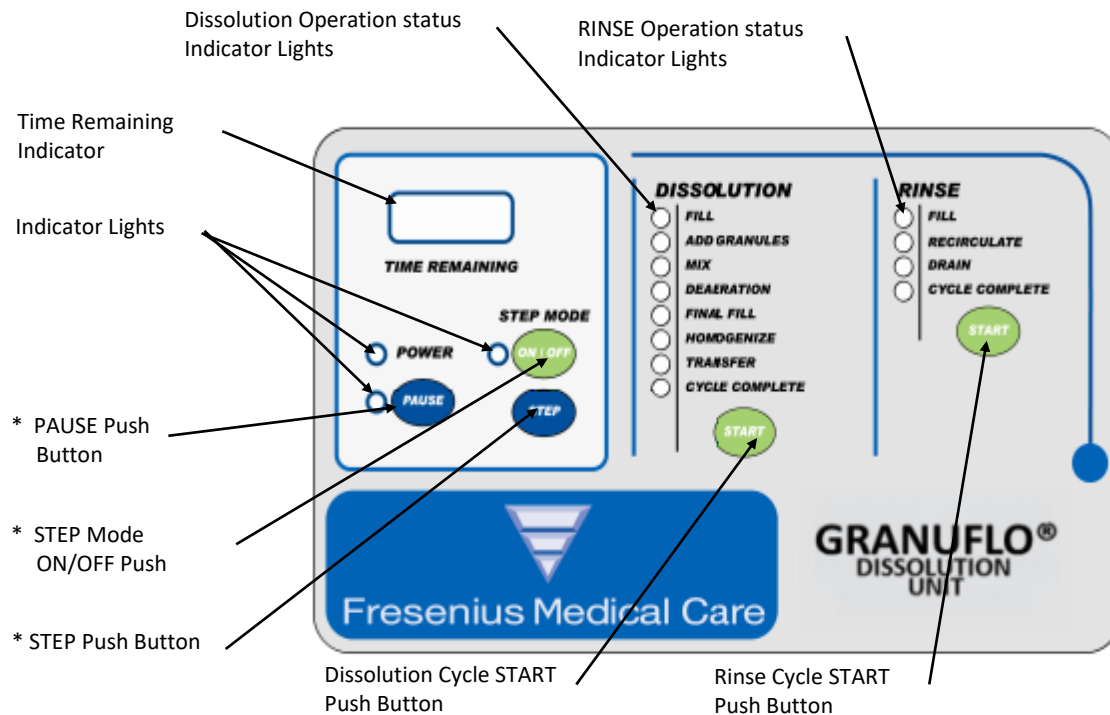 Dissolution Operation status
Indicator Lights
RINSE Operation status
Indicator Lights
Time Remaining
Indicator
Indicator Lights
* PAUSE Push
Button
* STEP Mode
ON/OFF Push
* STEP Push Button
TIME REMAINING
STEP MODE
POWER
ON | OFF
PAUSE
STEP
DISSOLUTION
FILL
ADD GRANULES
MIX
DEAERATION
FINAL FILL
HOMOGENIZE
TRANSFER
CYCLE COMPLETE
START
RINSE
FILL
RECIRCULATE
DRAIN
CYCLE COMPLETE
START
Fresenius Medical Care
GRANUFLO®
DISSOLUTION
UNIT
Dissolution Cycle START
Push Button
Rinse Cycle START
Push Button